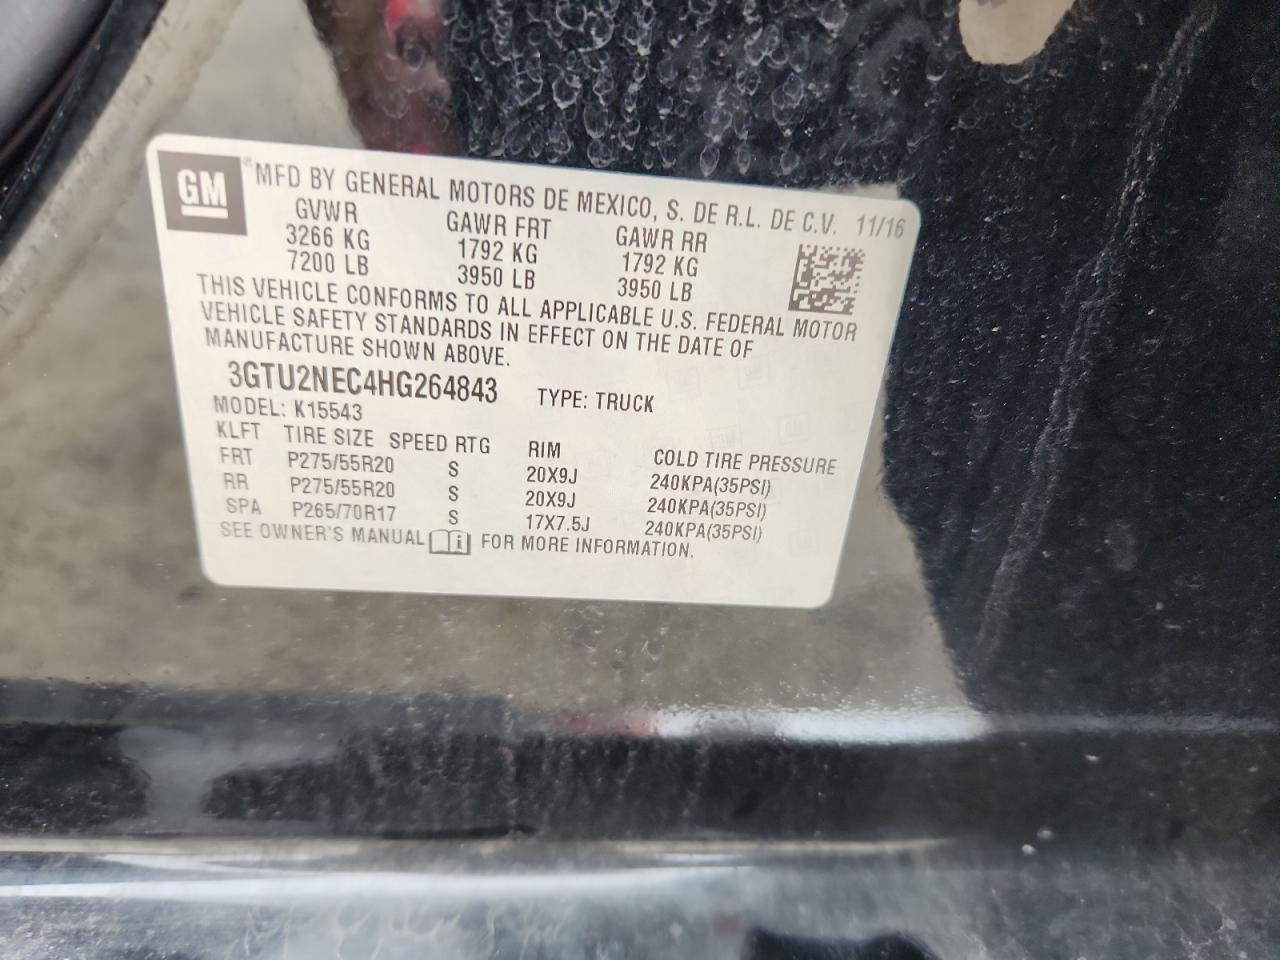 GM ® MFD BY GENERAL MOTORS DE MEXICO, S. DE R.L. DE C.V. 11/16
GVWR GAWR FRT GAWR RR
3266 KG 1792 KG 1792 KG
7200 LB 3950 LB 3950 LB
THIS VEHICLE CONFORMS TO ALL APPLICABLE U.S. FEDERAL MOTOR
VEHICLE SAFETY STANDARDS IN EFFECT ON THE DATE OF
MANUFACTURE SHOWN ABOVE.
3GTU2NEC4HG264843 TYPE: TRUCK
MODEL: K15543
KLFT TIRE SIZE SPEED RTG RIM COLD TIRE PRESSURE
FRT P275/55R20 S 20X9J 240KPA(35PSI)
RR P275/55R20 S 20X9J 240KPA(35PSI)
SPA P265/70R17 S 17X7.5J 240KPA(35PSI)
SEE OWNER'S MANUAL i FOR MORE INFORMATION.